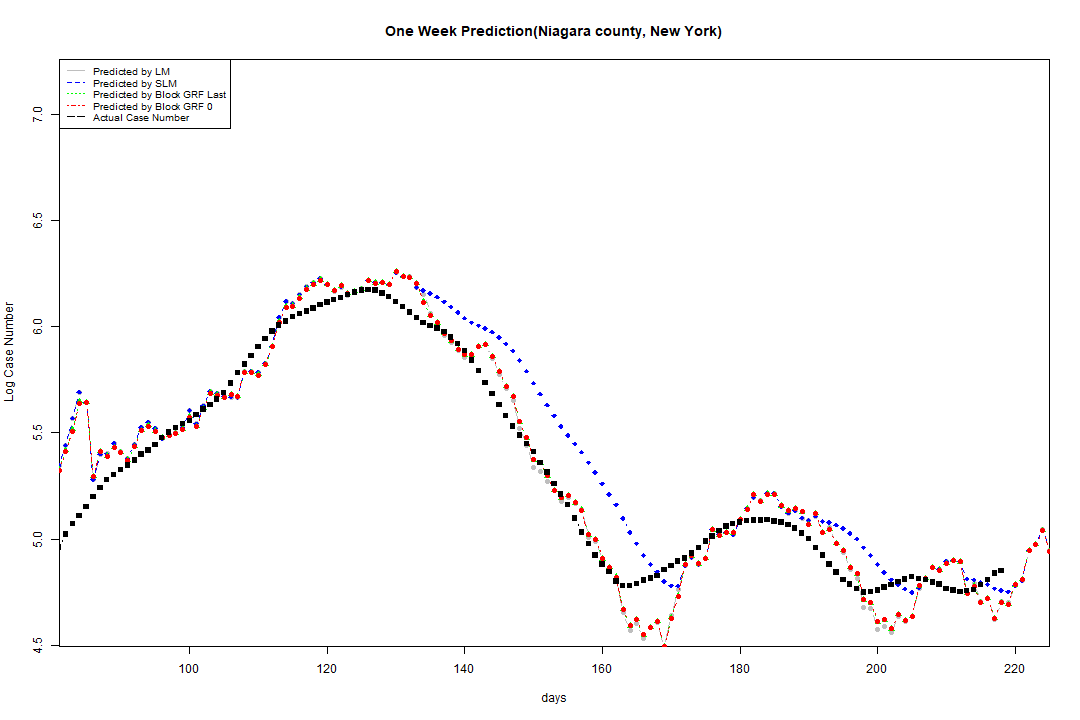 One Week Prediction(Niagara county, New York)
Predicted by LM
Predicted by SLM
Predicted by Block GRF Last
Predicted by Block GRF 0
Actual Case Number
Log Case Number
7.0
6.5
6.0
5.5
5.0
4.5
100 120 140 160 180 200 220
days